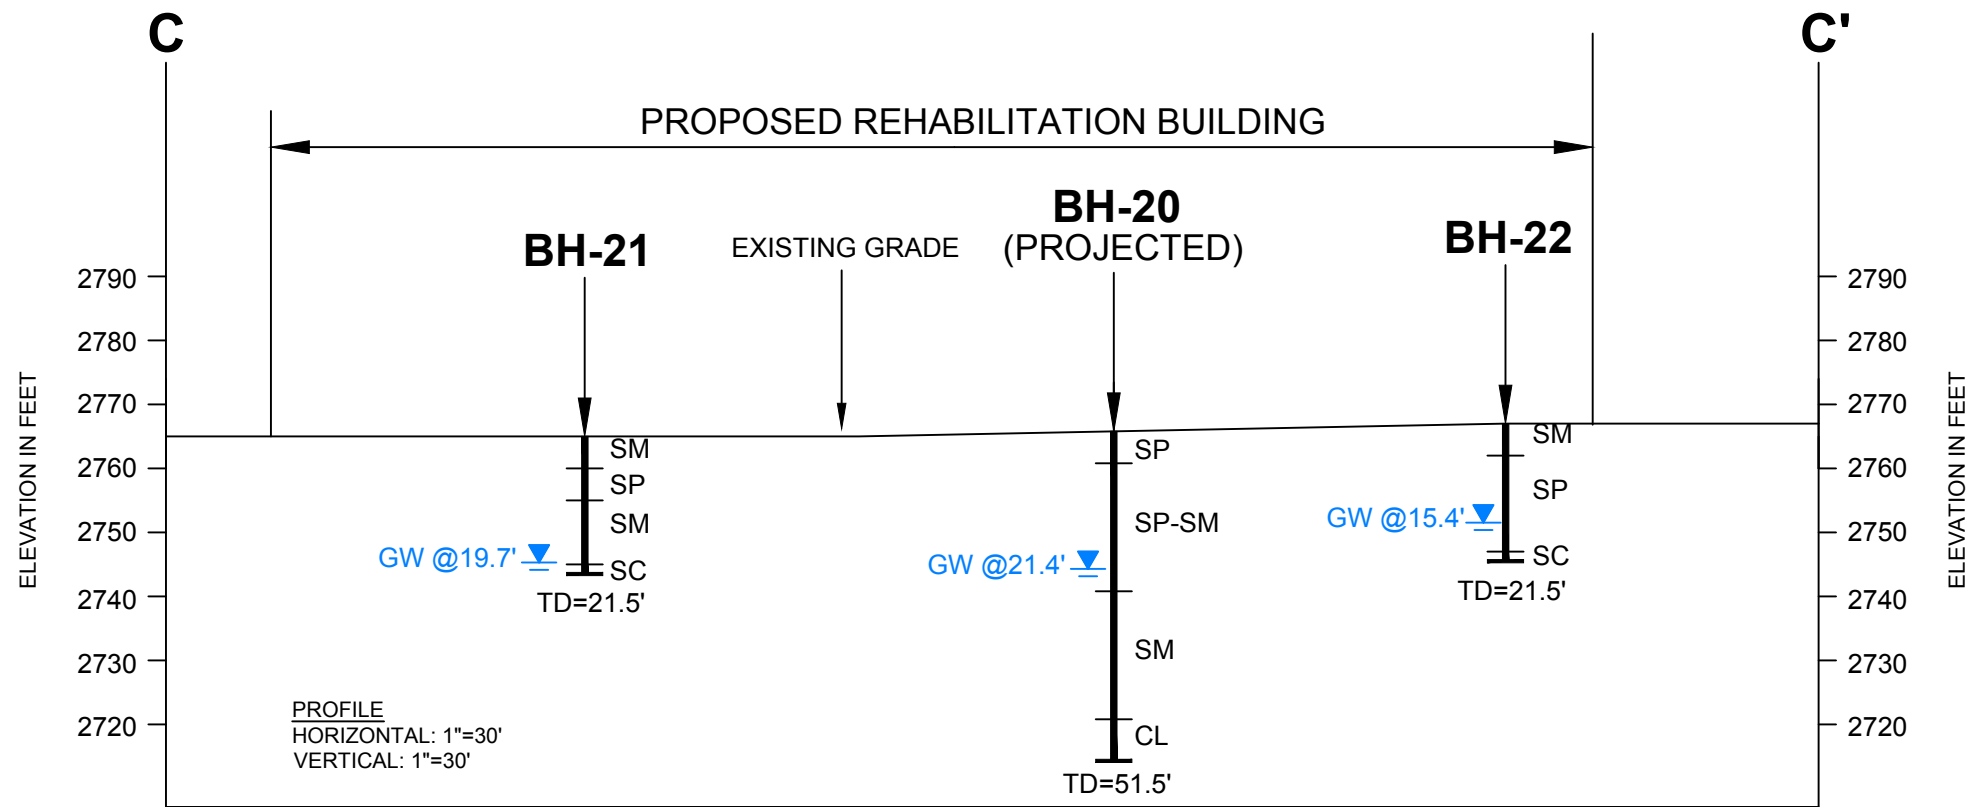 C
C'
PROPOSED REHABILITATION BUILDING
BH-21
EXISTING GRADE
BH-20
(PROJECTED)
BH-22
ELEVATION IN FEET
2790
2780
2770
2760
2750
2740
2730
2720
SM
SP
SM
SC
GW @19.7'
TD=21.5'
SP
SP-SM
SM
CL
GW @21.4'
TD=51.5'
SM
SP
SC
GW @15.4'
TD=21.5'
2790
2780
2770
2760
2750
2740
2730
2720
ELEVATION IN FEET
PROFILE
HORIZONTAL: 1"=30'
VERTICAL: 1"=30'